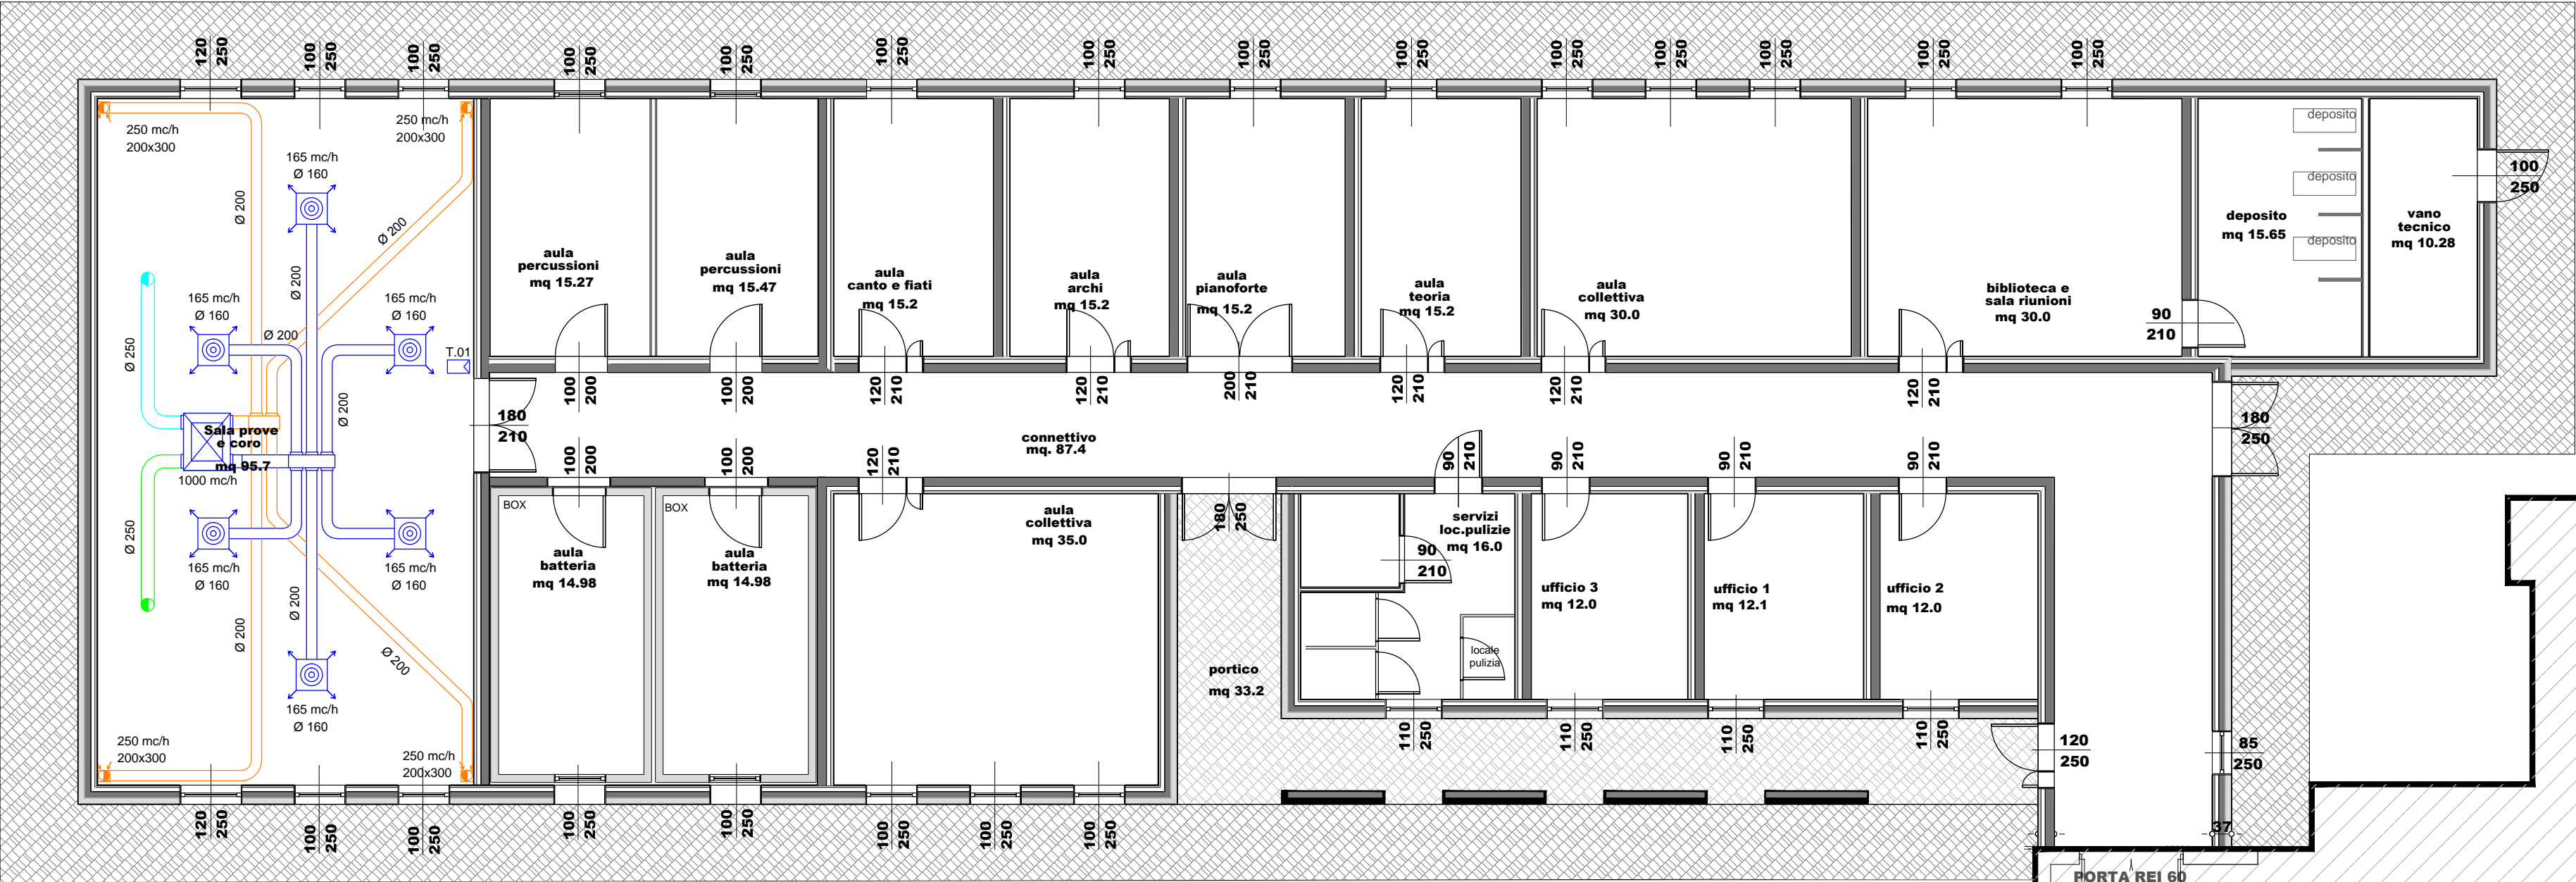 120 250
100 250
100 250
100 250
100 250
100 250
100 250
100 250
100 250
100 250
100 250
100 250
100 250
100 250
250 mc/h
200x300
250 mc/h
200x300
165 mc/h
Ø 160
Ø 200
Ø 200
Ø 200
165 mc/h
Ø 160
165 mc/h
Ø 160
Ø 200
Ø 250
Ø 200
T.01
Sala prove
e coro
mq 95.7
1000 mc/h
Ø 250
165 mc/h
Ø 160
165 mc/h
Ø 160
Ø 200
Ø 200
Ø 200
165 mc/h
Ø 160
250 mc/h
200x300
250 mc/h
200x300
aula
percussioni
mq 15.27
aula
percussioni
mq 15.47
aula
canto e fiati
mq 15.2
aula
archi
mq 15.2
aula
pianoforte
mq 15.2
aula
teoria
mq 15.2
aula
collettiva
mq 30.0
biblioteca e
sala riunioni
mq 30.0
90
210
deposito
deposito
deposito
deposito
mq 15.65
vano
tecnico
mq 10.28
100
250
100 200
100 200
120 210
120 210
200 210
120 210
120 210
120 210
180
210
connettivo
mq. 87.4
180
250
100 200
100 200
120 210
90 210
90 210
90 210
90 210
BOX
BOX
aula
batteria
mq 14.98
aula
batteria
mq 14.98
aula
collettiva
mq 35.0
180 250
portico
mq 33.2
servizi
loc.pulizie
mq 16.0
90
210
locale
pulizia
ufficio 3
mq 12.0
ufficio 1
mq 12.1
ufficio 2
mq 12.0
110 250
110 250
110 250
110 250
120
250
85
250
37
120 250
100 250
100 250
100 250
100 250
100 250
100 250
100 250
PORTA REI 60